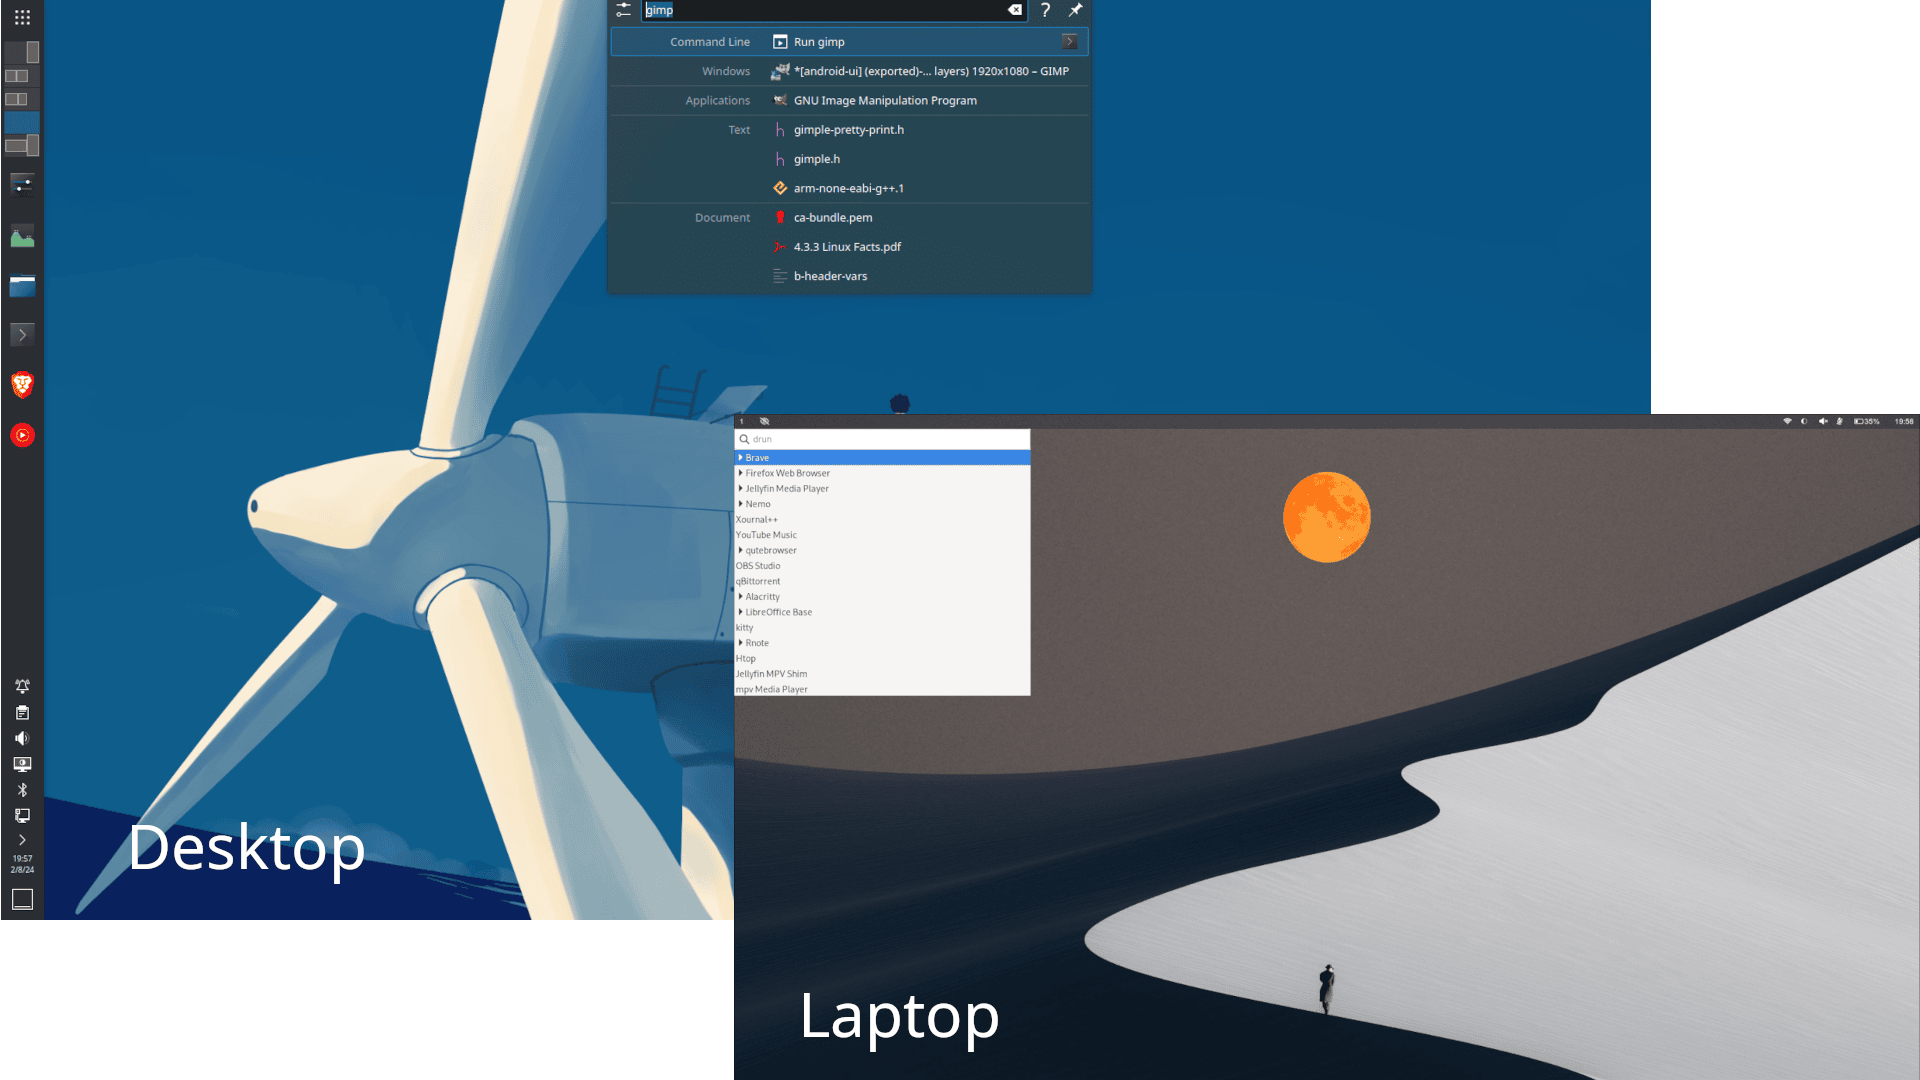 gimp
?
Command Line Run gimp
Windows *[android-ui] (exported)-... layers) 1920x1080 – GIMP
Applications GNU Image Manipulation Program
Text gimple-pretty-print.h
gimple.h
arm-none-eabi-g++.1
Document ca-bundle.pem
4.3.3 Linux Facts.pdf
b-header-vars
19:57
2/8/24
Desktop
1
35%
19:58
drun
Brave
Firefox Web Browser
Jellyfin Media Player
Nemo
Xournal++
YouTube Music
qutebrowser
OBS Studio
qBittorrent
Alacritty
LibreOffice Base
kitty
Rnote
Htop
Jellyfin MPV Shim
mpv Media Player
Laptop